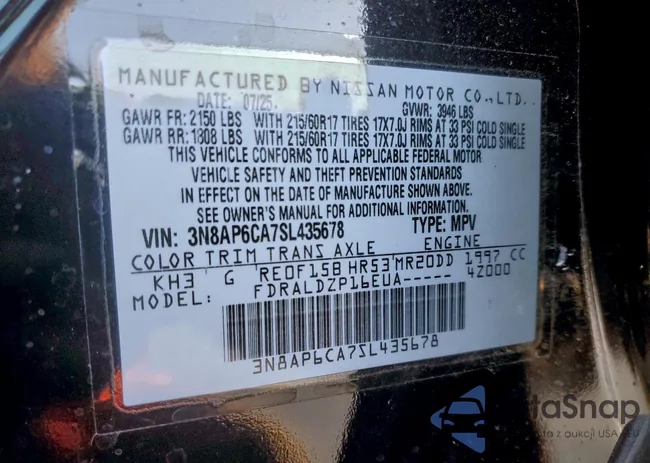 MANUFACTURED BY NISSAN MOTOR CO.,LTD.
DATE: 07/25 GVWR: 3946 LBS
GAWR FR: 2150 LBS WITH 215/60R17 TIRES 17X7.0J RIMS AT 33 PSI COLD SINGLE
GAWR RR: 1808 LBS WITH 215/60R17 TIRES 17X7.0J RIMS AT 33 PSI COLD SINGLE
THIS VEHICLE CONFORMS TO ALL APPLICABLE FEDERAL MOTOR
VEHICLE SAFETY AND THEFT PREVENTION STANDARDS
IN EFFECT ON THE DATE OF MANUFACTURE SHOWN ABOVE.
SEE OWNER'S MANUAL FOR ADDITIONAL INFORMATION.
VIN: 3N8AP6CA7SL435678 TYPE: MPV
COLOR TRIM TRANS AXLE ENGINE
KH3 G RE0F15B HR53 MR20DD 1997 CC
MODEL: FDRALDZP16EUA----- 4Z000
3N8AP6CA7SL435678
taSnap
z aukcji USA